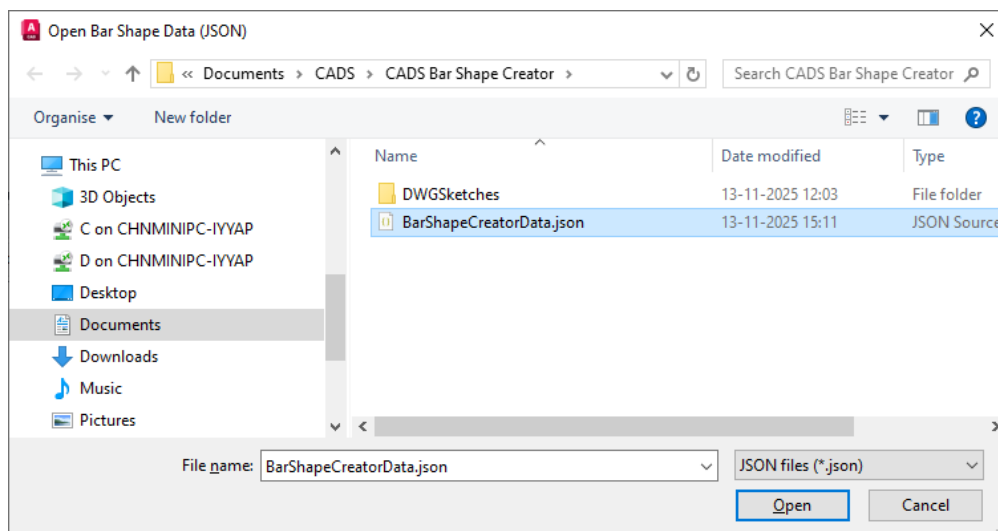 Open Bar Shape Data (JSON)
« Documents > CADS > CADS Bar Shape Creator > Search CADS Bar Shape Creator
Organise New folder
Name Date modified Type
This PC
3D Objects
C on CHNMINIPC-IYYAP
D on CHNMINIPC-IYYAP
Desktop
Documents
Downloads
Music
Pictures
DWGSketches 13-11-2025 12:03 File folder
BarShapeCreatorData.json 13-11-2025 15:11 JSON Source
File name: BarShapeCreatorData.json JSON files (*.json)
Open Cancel